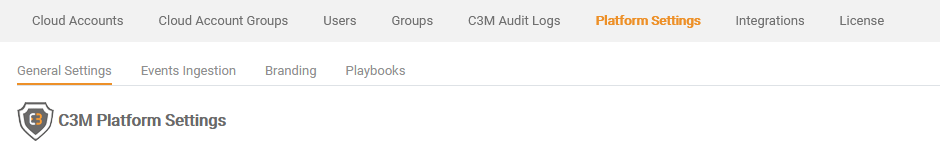 Cloud Accounts Cloud Account Groups Users Groups C3M Audit Logs Platform Settings Integrations License
General Settings Events Ingestion Branding Playbooks
C3 C3M Platform Settings